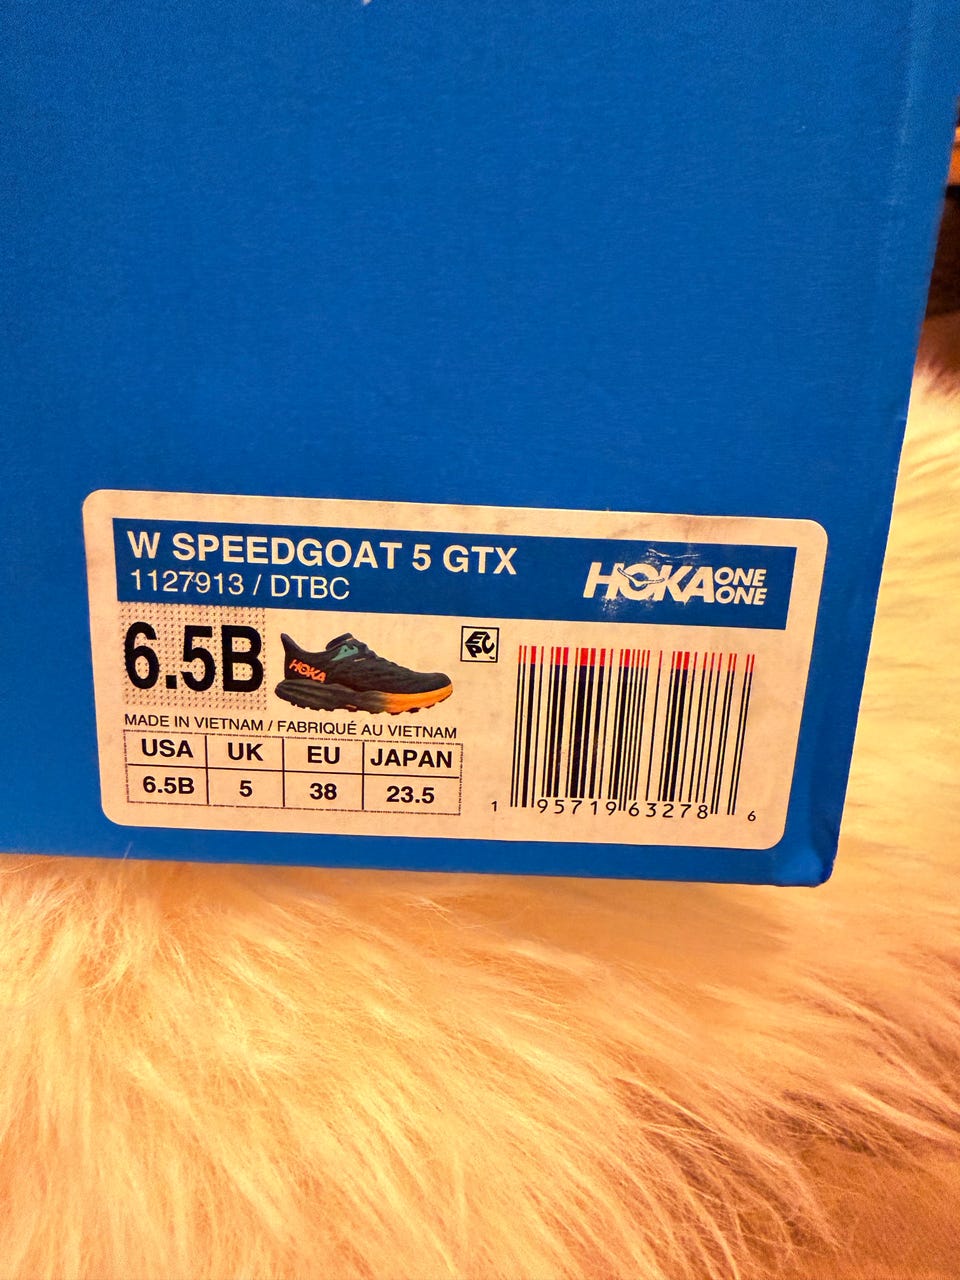 W SPEEDGOAT 5 GTX
1127913 / DTBC
HOKA ONE ONE
6.5B
HOKA
EPC
MADE IN VIETNAM / FABRIQUÉ AU VIETNAM
USA UK EU JAPAN
6.5B 5 38 23.5
1 95719 63278 6